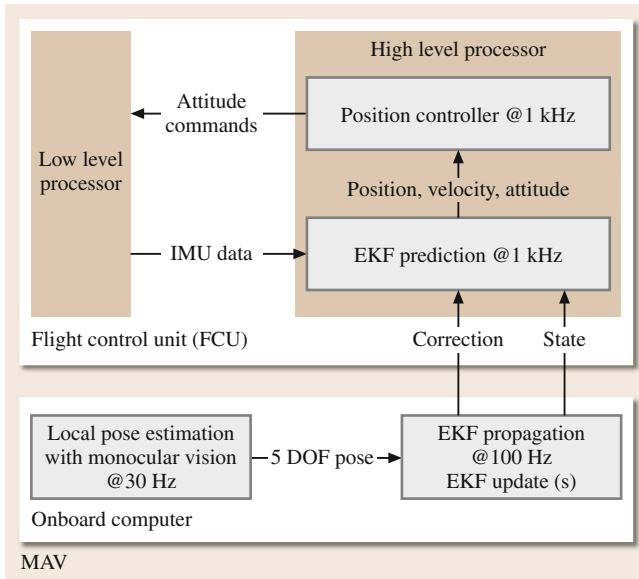 High level processor
Attitude
commands
Position controller @1 kHz
Low level
processor
Position, velocity, attitude
IMU data
EKF prediction @1 kHz
Flight control unit (FCU)
Correction
State
Local pose estimation
with monocular vision
@30 Hz
5 DOF pose
EKF propagation
@100 Hz
EKF update (s)
Onboard computer
MAV